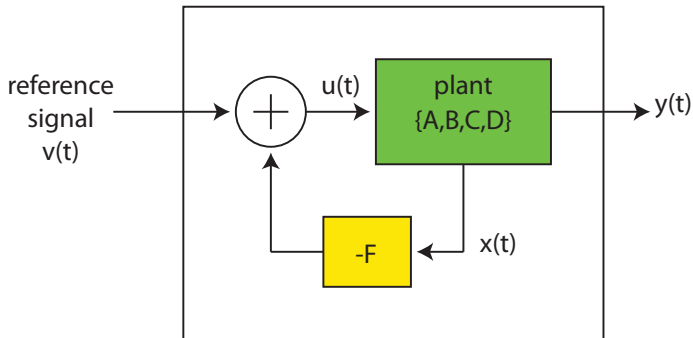 reference
signal
v(t)
u(t)
plant
{A,B,C,D}
y(t)
-F
x(t)